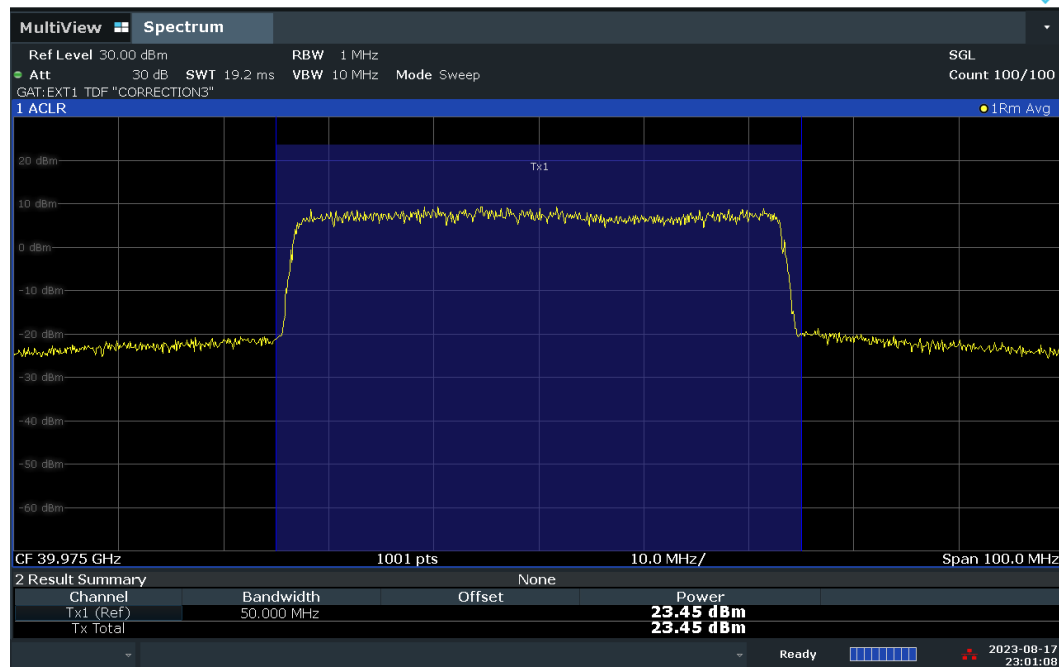 MultiView Spectrum
Ref Level 30.00 dBm RBW 1 MHz SGL
Att 30 dB SWT 19.2 ms VBW 10 MHz Mode Sweep Count 100/100
GAT:EXT1 TDF "CORRECTION3"
1 ACLR 1Rm Avg
Tx1
20 dBm
10 dBm
0 dBm
-10 dBm
-20 dBm
-30 dBm
-40 dBm
-50 dBm
-60 dBm
CF 39.975 GHz 1001 pts 10.0 MHz/ Span 100.0 MHz
2 Result Summary None
Channel Bandwidth Offset Power
Tx1 (Ref) 50.000 MHz 23.45 dBm
Tx Total 23.45 dBm
Ready 2023-08-17
23:01:08